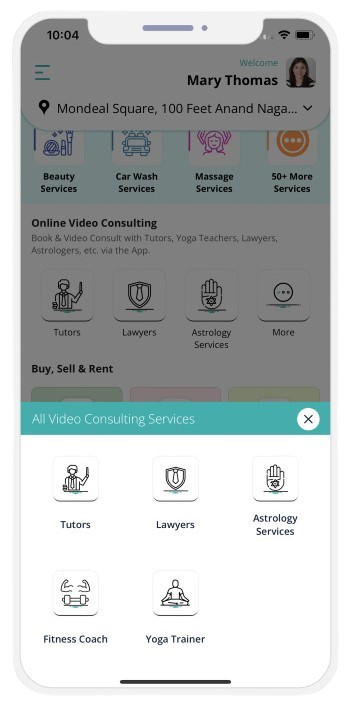 10:04
Welcome
Mary Thomas
Mondeal Square, 100 Feet Anand Naga...
Beauty Services
Car Wash Services
Massage Services
50+ More Services
Online Video Consulting
Book & Video Consult with Tutors, Yoga Teachers, Lawyers,
Astrologers, etc. via the App.
Tutors
Lawyers
Astrology Services
More
Buy, Sell & Rent
All Video Consulting Services
Tutors
Lawyers
Astrology Services
Fitness Coach
Yoga Trainer